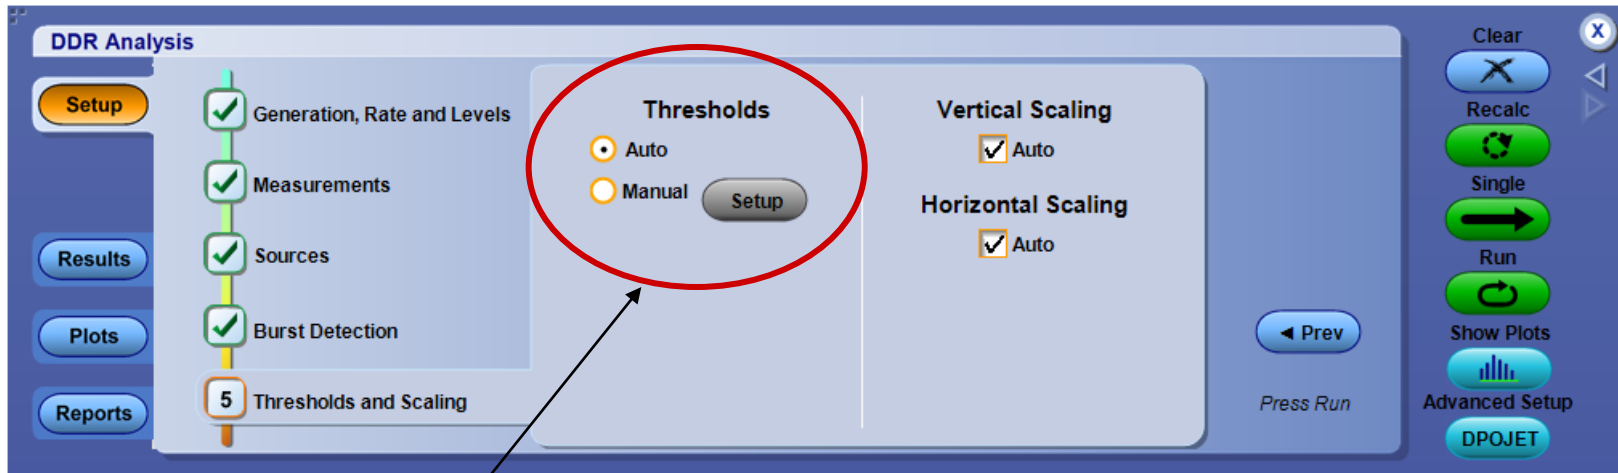 DDR Analysis
Setup
Results
Plots
Reports
Generation, Rate and Levels
Measurements
Sources
Burst Detection
5 Thresholds and Scaling
Thresholds
Auto
Manual Setup
Vertical Scaling
Auto
Horizontal Scaling
Auto
◄ Prev
Press Run
X
Clear
Recalc
Single
Run
Show Plots
Advanced Setup
DPOJET